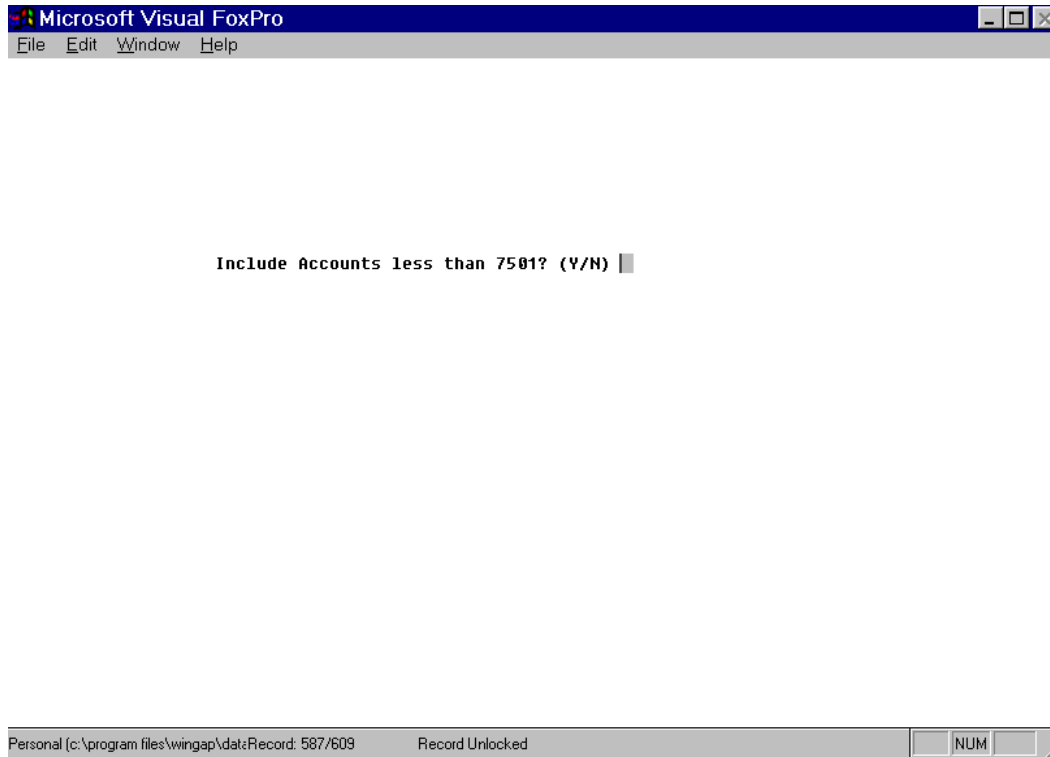 Microsoft Visual FoxPro
File Edit Window Help
Include Accounts less than 7501? (Y/N)
Personal (c:\program files\wingap\data Record: 587/609 Record Unlocked NUM